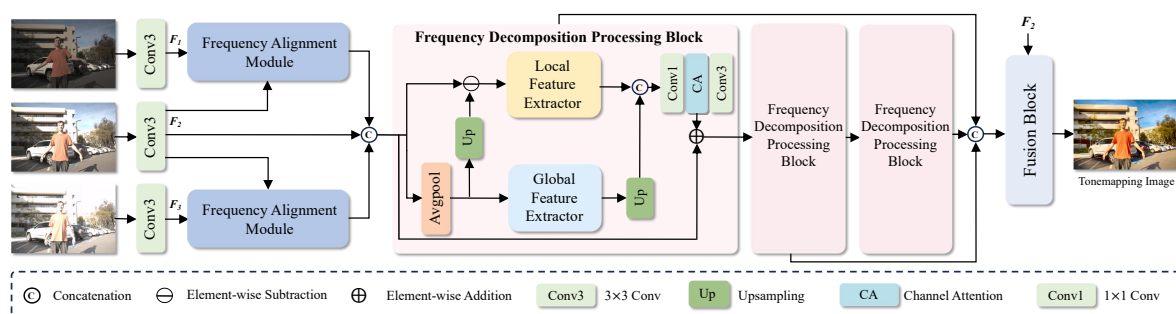 Conv3
F1
Frequency Alignment
Module
Conv3
F2
Conv3
F3
Frequency Alignment
Module
C
Frequency Decomposition Processing Block
Local
Feature
Extractor
Up
Avgpool
Global
Feature
Extractor
Up
C
Conv1
CA
Conv3
Frequency
Decomposition
Processing
Block
Frequency
Decomposition
Processing
Block
C
F2
Fusion Block
Tonemapping Image
C Concatenation
Element-wise Subtraction
Element-wise Addition
Conv3 3×3 Conv
Up Upsampling
CA Channel Attention
Conv1 1×1 Conv